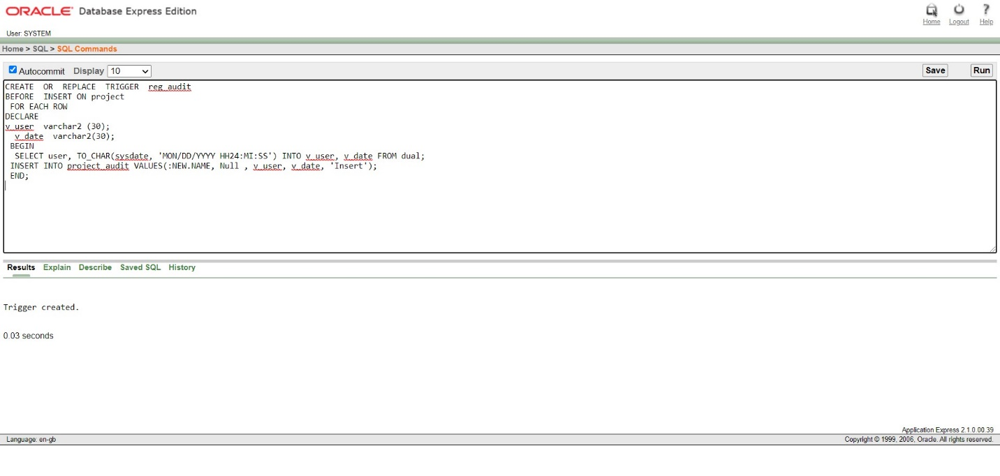 ORACLE Database Express Edition
Home Logout Help
User: SYSTEM
Home > SQL > SQL Commands
Autocommit Display 10 Save Run
CREATE OR REPLACE TRIGGER reg_audit
BEFORE INSERT ON project
FOR EACH ROW
DECLARE
v_user varchar2 (30);
v_date varchar2(30);
BEGIN
SELECT user, TO_CHAR(sysdate, 'MON/DD/YYYY HH24:MI:SS') INTO v_user, v_date FROM dual;
INSERT INTO project_audit VALUES(:NEW.NAME, Null , v_user, v_date, 'Insert');
END;
Results Explain Describe Saved SQL History
Trigger created.
0.03 seconds
Application Express 2.1.0.00.39
Language: en-gb Copyright © 1999, 2006, Oracle. All rights reserved.